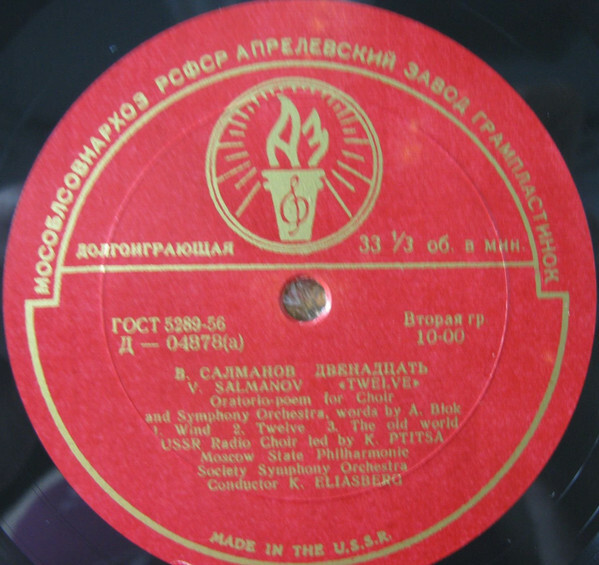 МОСОБЛСОВНАРХОЗ РСФСР АПРЕЛЕВСКИЙ ЗАВОД ГРАМПЛАСТИНОК
АЗ
ДОЛГОИГРАЮЩАЯ 33 ⅓ об. в мин.
ГОСТ 5289-56 Вторая гр
Д — 04878(а) 10-00
В. САЛМАНОВ ДВЕНАДЦАТЬ
V. SALMANOV «TWELVE»
Oratorio-poem for Choir
and Symphony Orchestra, words by A. Blok
1. Wind 2. Twelve 3. The old world
USSR Radio Choir led by K. PTITSA
Moscow State Philharmonic
Society Symphony Orchestra
Conductor K. ELIASBERG
MADE IN THE U.S.S.R.